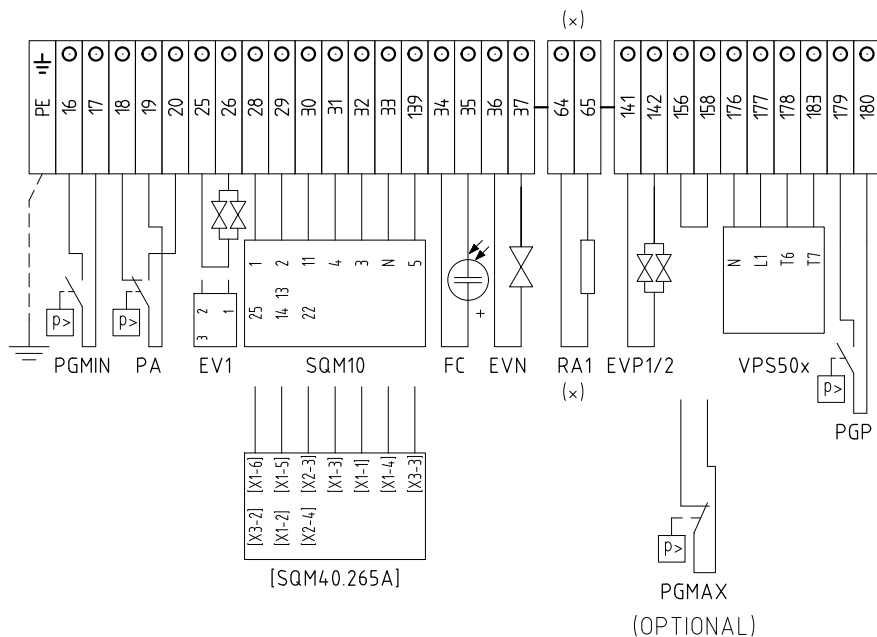 (x)
PE 16 17 18 19 20 25 26 28 29 30 31 32 33 139 34 35 36 37 64 65 141 142 156 158 176 177 178 183 179 180
1 2 11 4 3 N 5
25 14 13 22
2 1
3
N L1 T6 T7
p>
p>
+
p>
PGMIN PA EV1 SQM10 FC EVN RA1 EVP1/2 VPS50x
(x)
PGP
[X1-6] [X1-5] [X2-3] [X1-3] [X1-1] [X1-4] [X3-3]
[X3-2] [X1-2] [X2-4]
p>
[SQM40.265A]
PGMAX
(OPTIONAL)